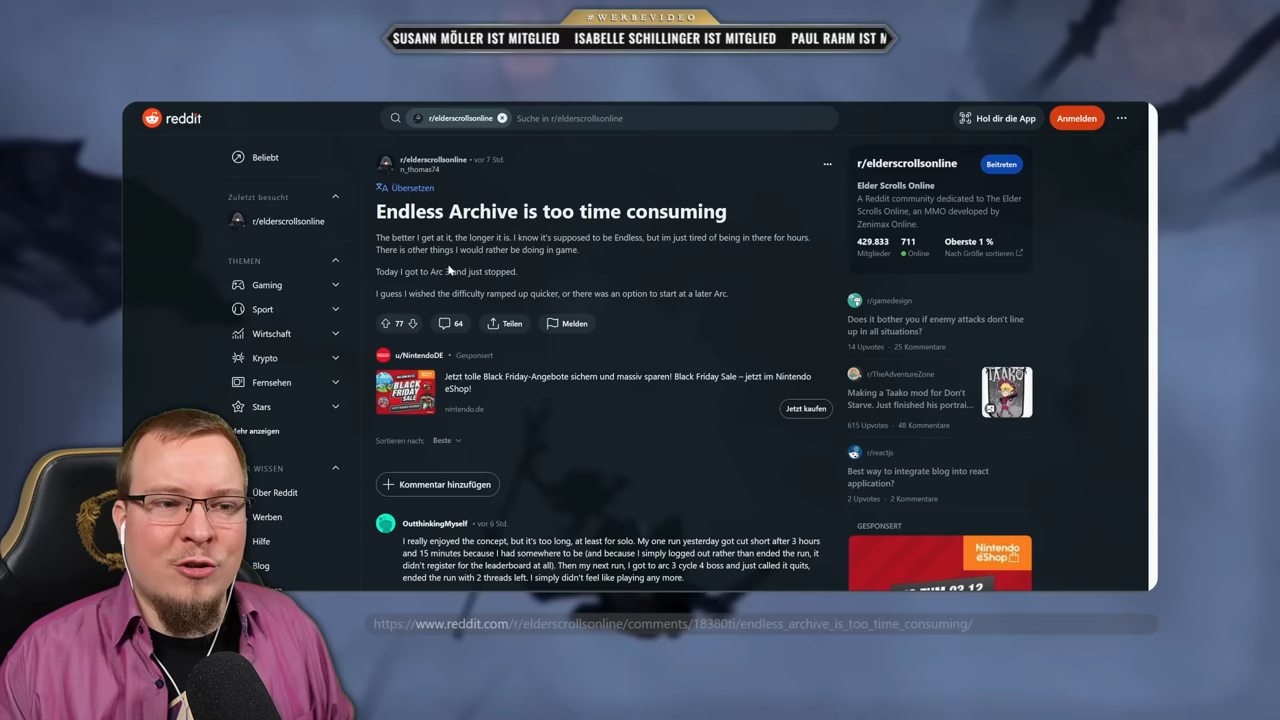 #WERBEVIDEO
SUSANN MÖLLER IST MITGLIED ISABELLE SCHILLINGER IST MITGLIED PAUL RAHM IST M
reddit
r/elderscrollsonline
Suche in r/elderscrollsonline
Hol dir die App
Anmelden
Beliebt
Zuletzt besucht
r/elderscrollsonline
THEMEN
Gaming
Sport
Wirtschaft
Krypto
Fernsehen
Stars
ehr anzeigen
WISSEN
Über Reddit
Werben
Hilfe
Blog
r/elderscrollsonline • vor 7 Std.
n_thomas74
Übersetzen
Endless Archive is too time consuming
The better I get at it, the longer it is. I know it's supposed to be Endless, but im just tired of being in there for hours.
There is other things I would rather be doing in game.
Today I got to Arc 3 and just stopped.
I guess I wished the difficulty ramped up quicker, or there was an option to start at a later Arc.
77
64
Teilen
Melden
u/NintendoDE • Gesponsert
BLACK
FRIDAY
SALE
Jetzt tolle Black Friday-Angebote sichern und massiv sparen! Black Friday Sale – jetzt im Nintendo
eShop!
nintendo.de
Jetzt kaufen
Sortieren nach: Beste
Kommentar hinzufügen
OutthinkingMyself • vor 6 Std.
I really enjoyed the concept, but it's too long, at least for solo. My one run yesterday got cut short after 3 hours
and 15 minutes because I had somewhere to be (and because I simply logged out rather than ended the run, it
didn't register for the leaderboard at all). Then my next run, I got to arc 3 cycle 4 boss and just called it quits,
ended the run with 2 threads left. I simply didn't feel like playing any more.
r/elderscrollsonline
Beitreten
Elder Scrolls Online
A Reddit community dedicated to The Elder
Scrolls Online, an MMO developed by
Zenimax Online.
429.833 711 Oberste 1 %
Mitglieder Online Nach Größe sortieren
r/gamedesign
Does it bother you if enemy attacks don't line
up in all situations?
14 Upvotes • 25 Kommentare
r/TheAdventureZone
Making a Taako mod for Don't
Starve. Just finished his portrai...
615 Upvotes • 48 Kommentare
TAAKO
r/reactjs
Best way to integrate blog into react
application?
2 Upvotes • 2 Kommentare
GESPONSERT
Nintendo
eShop
https://www.reddit.com/r/elderscrollsonline/comments/18380ti/endless_archive_is_too_time_consuming/